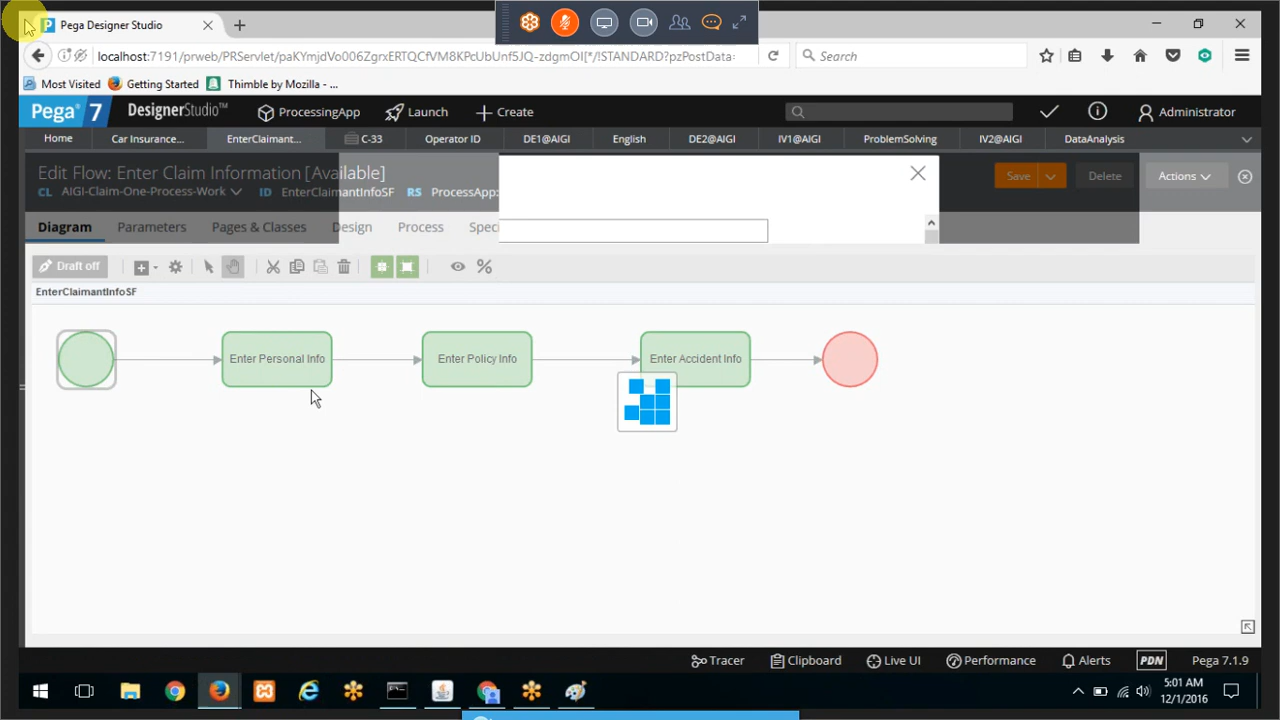 Pega Designer Studio
localhost:7191/prweb/PRServlet/paKYmjdVo006ZgrxERTQCfVM8KPcUbUnf5JQ-zdgmOI[*/!STANDARD?pzPostData=
Search
Most Visited
Getting Started
Thimble by Mozilla - ...
Pega 7
DesignerStudio™
ProcessingApp
Launch
Create
Administrator
Home
Car Insurance...
EnterClaimant...
C-33
Operator ID
DE1@AIGI
English
DE2@AIGI
IV1@AIGI
ProblemSolving
IV2@AIGI
DataAnalysis
Edit Flow: Enter Claim Information [Available]
CL AIGI-Claim-One-Process-Work
ID EnterClaimantInfoSF
RS ProcessApp:
Save
Delete
Actions
Diagram
Parameters
Pages & Classes
Design
Process
Speci
Draft off
EnterClaimantInfoSF
Enter Personal Info
Enter Policy Info
Enter Accident Info
Tracer
Clipboard
Live UI
Performance
Alerts
PDN
Pega 7.1.9
5:01 AM
12/1/2016